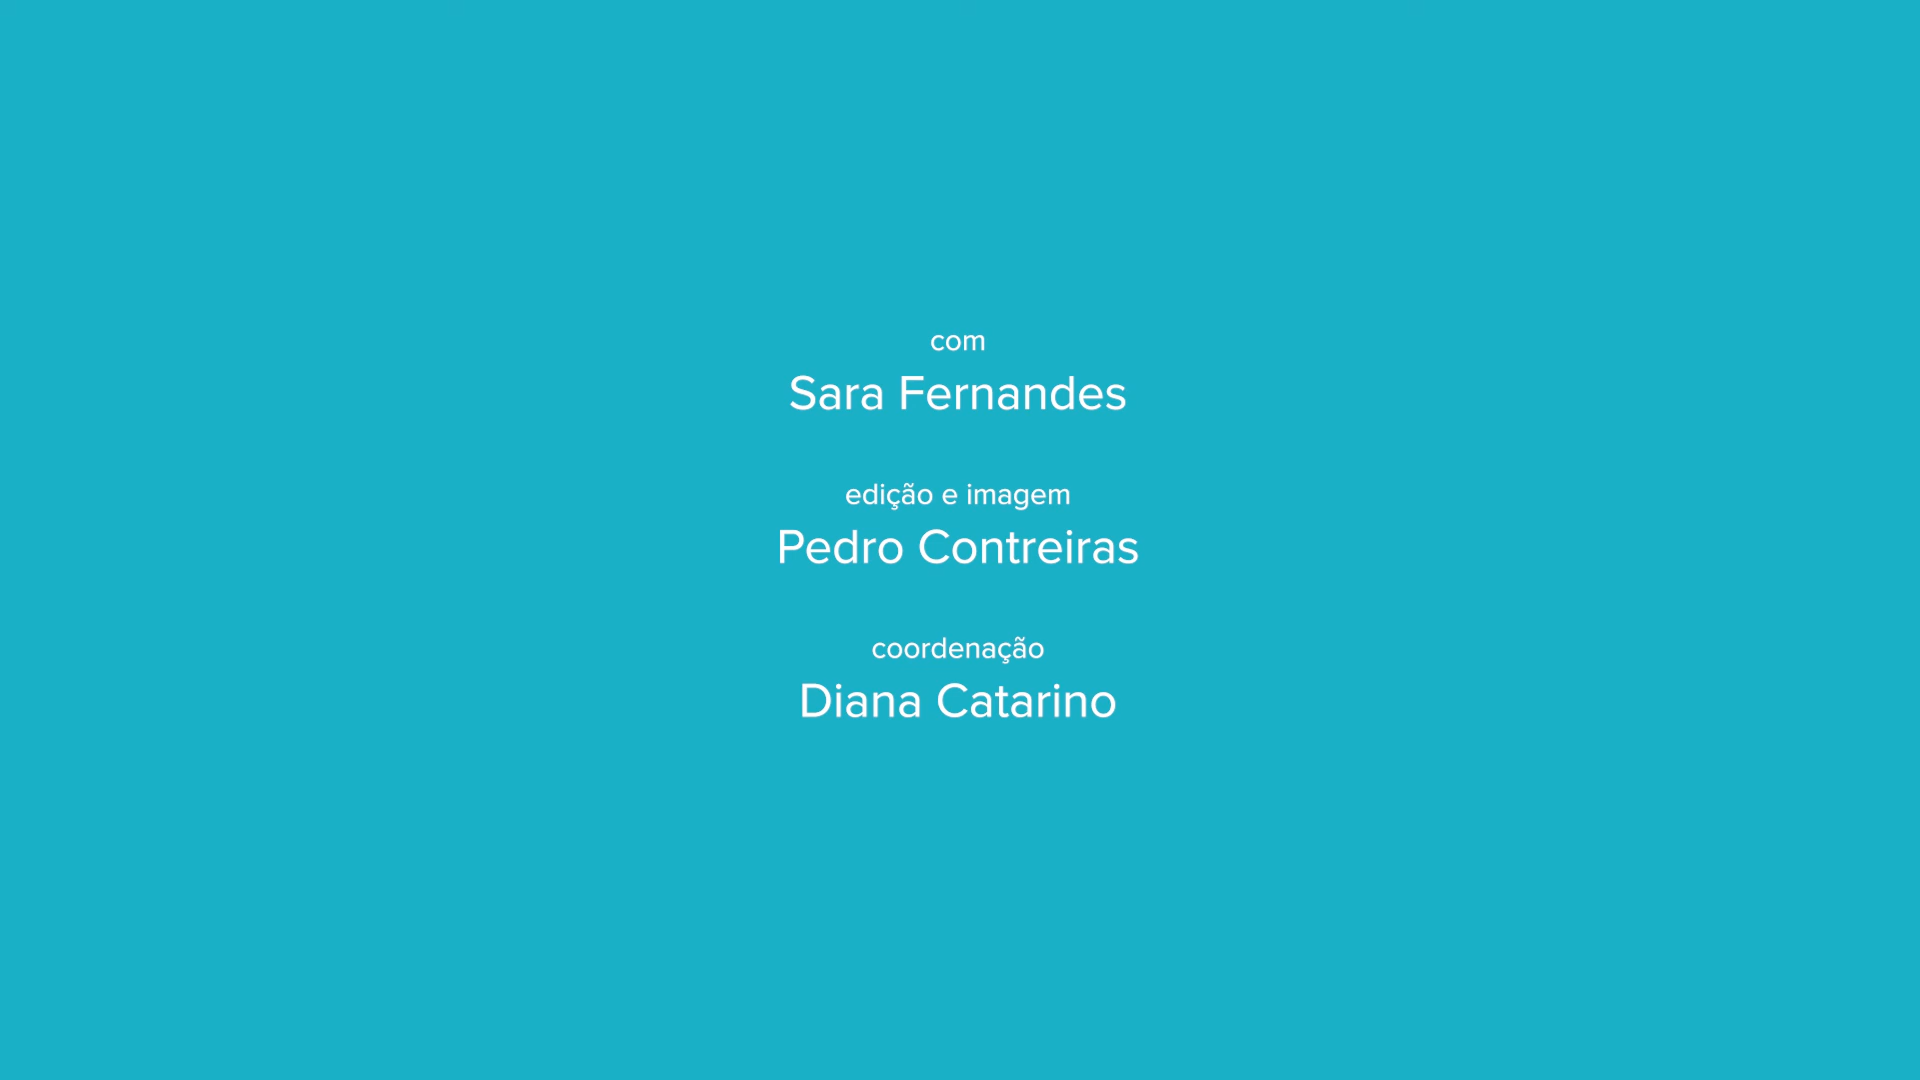 com
Sara Fernandes
edição e imagem
Pedro Contreiras
coordenação
Diana Catarino